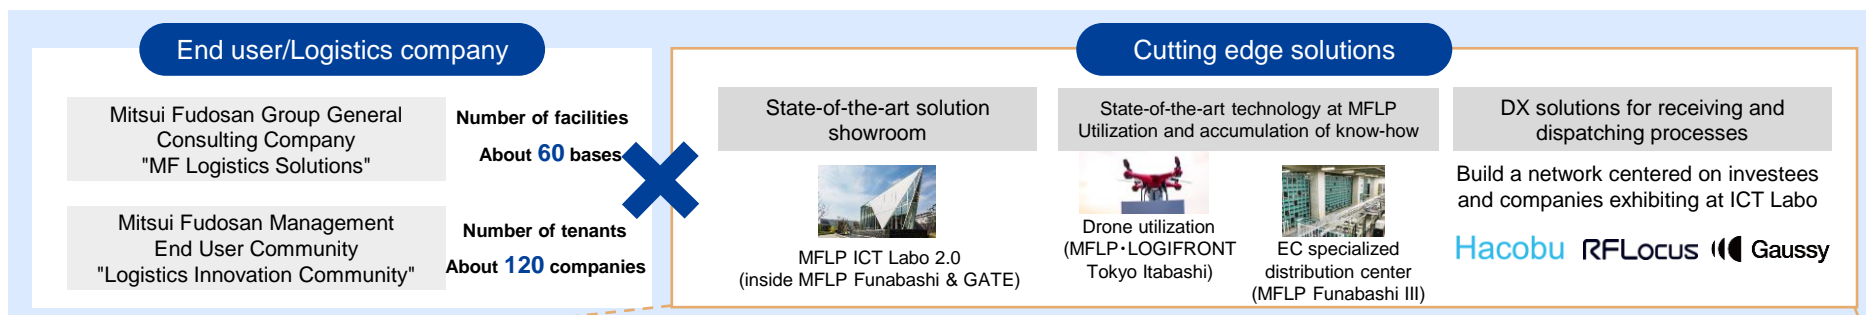 End user/Logistics company
Mitsui Fudosan Group General
Consulting Company
"MF Logistics Solutions"
Number of facilities
About 60 bases
Mitsui Fudosan Management
End User Community
"Logistics Innovation Community"
Number of tenants
About 120 companies
Cutting edge solutions
State-of-the-art solution
showroom
MFLP ICT Labo 2.0
(inside MFLP Funabashi & GATE)
State-of-the-art technology at MFLP
Utilization and accumulation of know-how
Drone utilization
(MFLP・LOGIFRONT
Tokyo Itabashi)
EC specialized
distribution center
(MFLP Funabashi III)
DX solutions for receiving and
dispatching processes
Build a network centered on investees
and companies exhibiting at ICT Labo
Hacobu
RFLocus
Gaussy